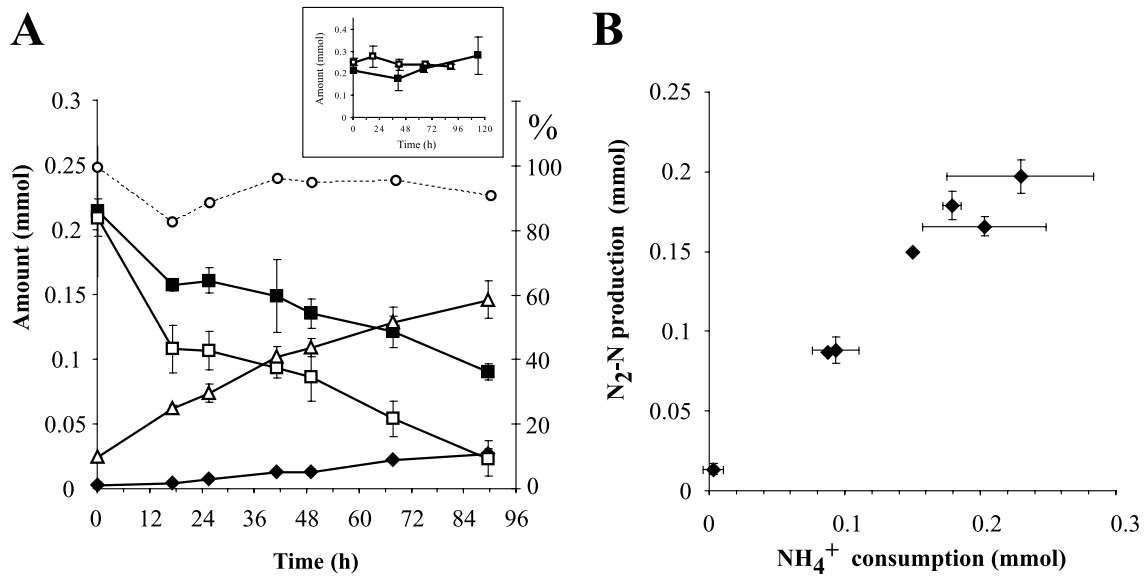 A
Amount (mmol)
0.3
0.25
0.2
0.15
0.1
0.05
0
0 12 24 36 48 60 72 84 96
Time (h)
%
100
80
60
40
20
0
Amount (mmol)
0.4
0.3
0.2
0.1
0
0 24 48 72 96 120
Time (h)
B
N2-N production (mmol)
0.25
0.2
0.15
0.1
0.05
0
0 0.1 0.2 0.3
NH4+ consumption (mmol)